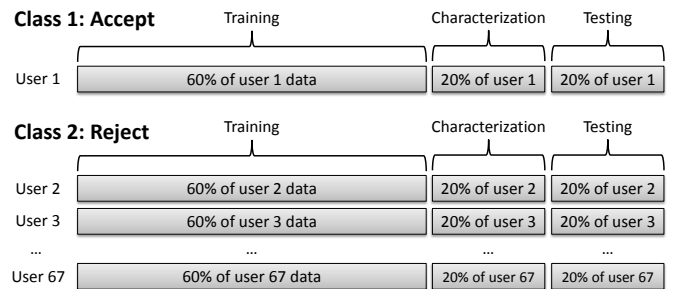 Class 1: Accept Training Characterization Testing
User 1 60% of user 1 data 20% of user 1 20% of user 1
Class 2: Reject Training Characterization Testing
User 2 60% of user 2 data 20% of user 2 20% of user 2
User 3 60% of user 3 data 20% of user 3 20% of user 3
... ... ... ...
User 67 60% of user 67 data 20% of user 67 20% of user 67